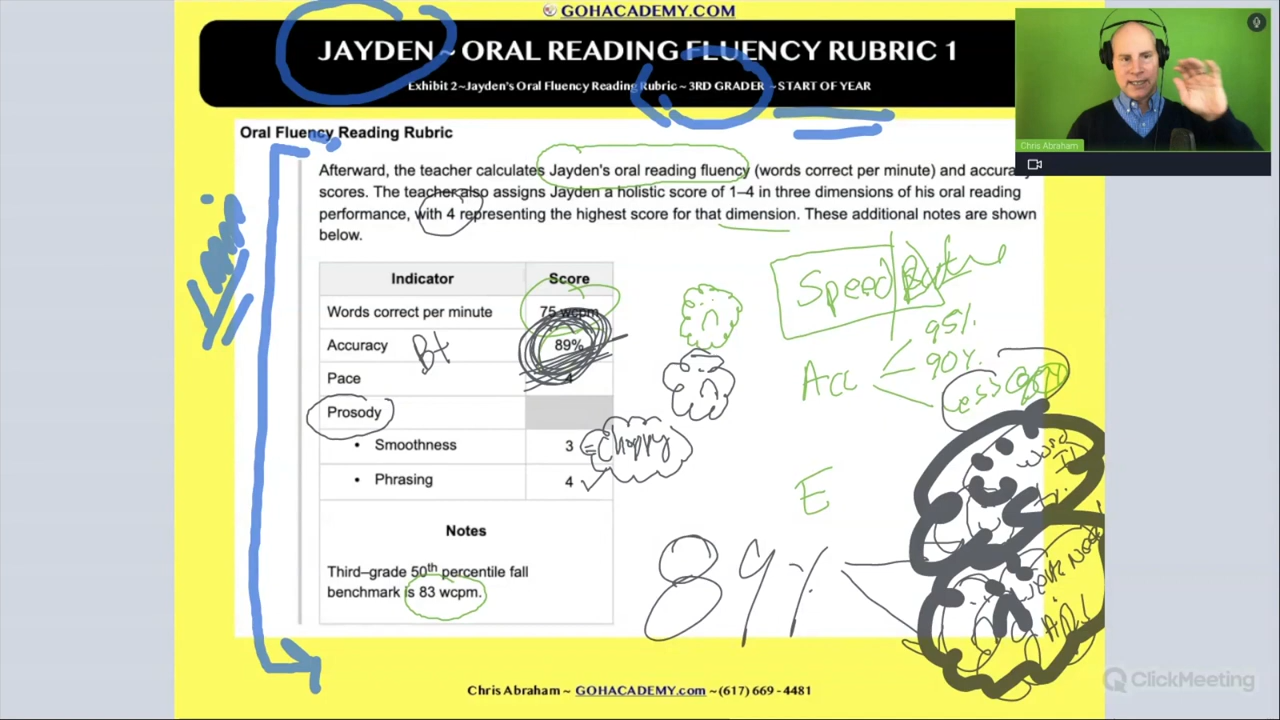 GOHACADEMY.COM
JAYDEN ~ ORAL READING FLUENCY RUBRIC 1
Exhibit 2~Jayden's Oral Fluency Reading Rubric ~ 3RD GRADER ~START OF YEAR
Chris Abraham
Oral Fluency Reading Rubric
Afterward, the teacher calculates Jayden's oral reading fluency (words correct per minute) and accuracy
scores. The teacher also assigns Jayden a holistic score of 1–4 in three dimensions of his oral reading
performance, with 4 representing the highest score for that dimension. These additional notes are shown
below.
Indicator Score
Words correct per minute 75 wcpm
Accuracy 89%
Pace 4
Prosody
• Smoothness 3 = choppy
• Phrasing 4
Notes
Third–grade 50th percentile fall
benchmark is 83 wcpm.
Speed
95%
Acc 90%
Less
E
89%
Chris Abraham ~ GOHACADEMY.com ~ (617) 669 - 4481
ClickMeeting